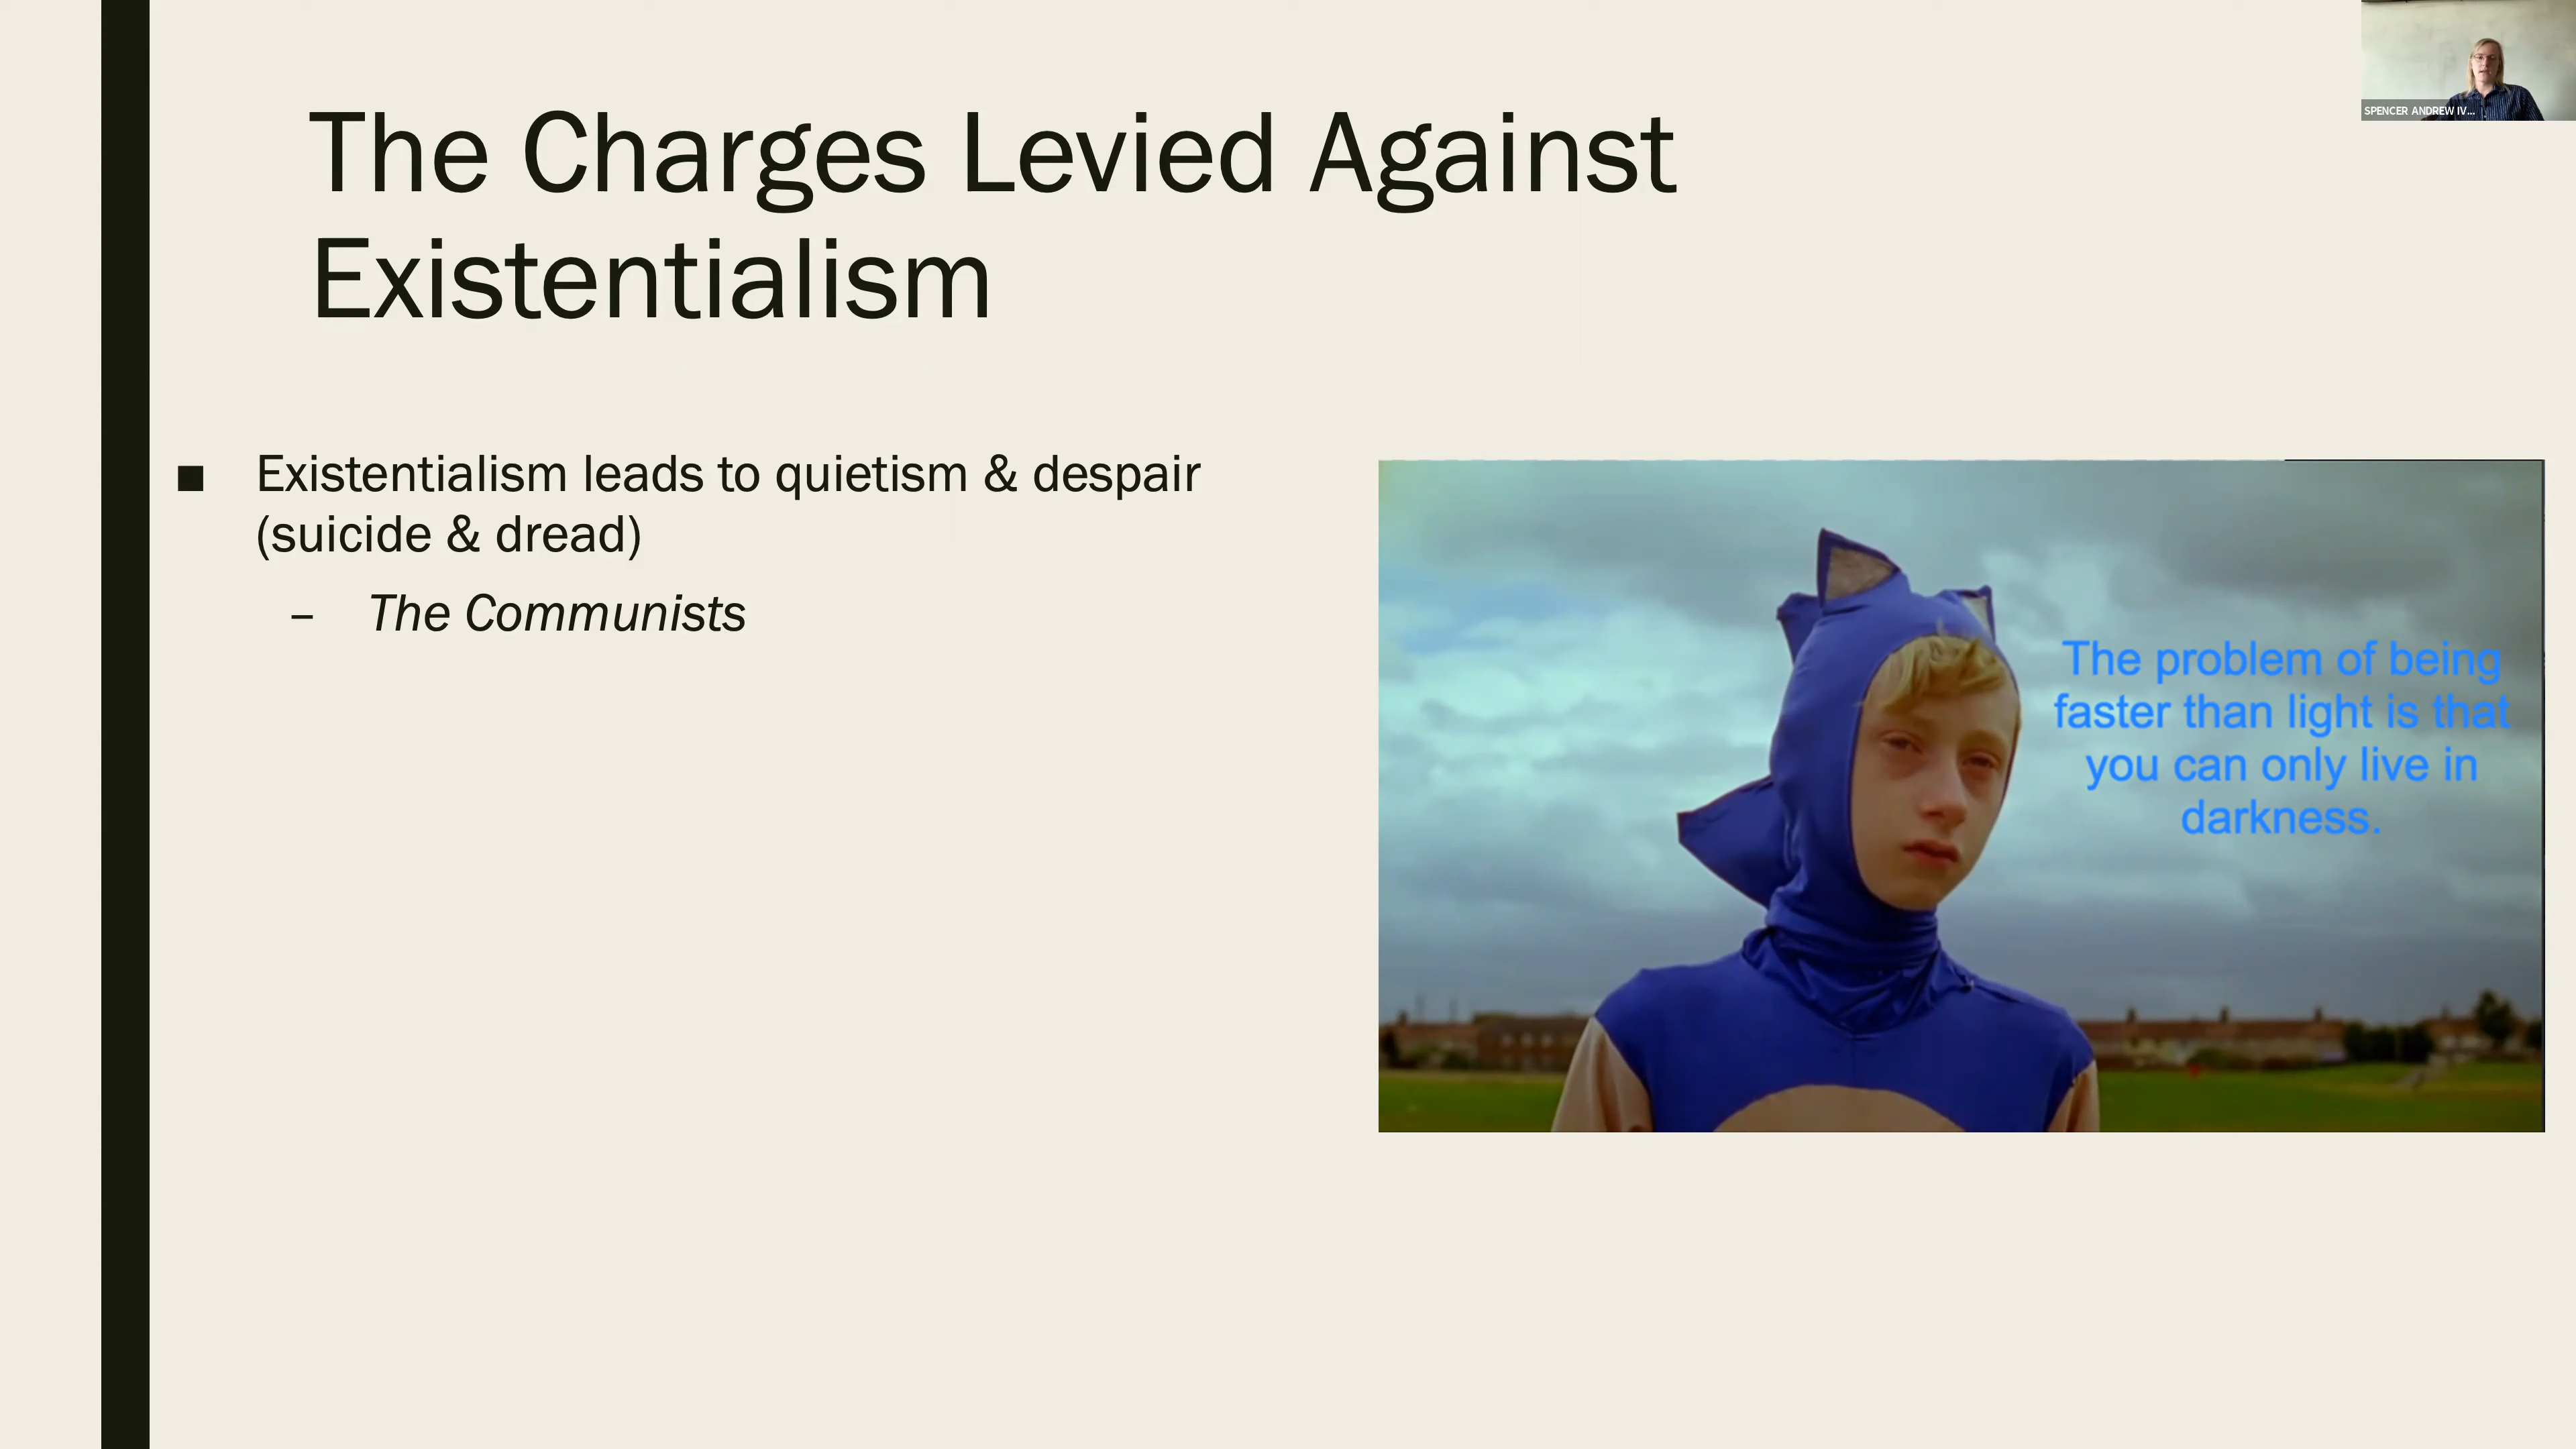 The Charges Levied Against
Existentialism
SPENCER ANDREW IV...
■ Existentialism leads to quietism & despair
(suicide & dread)
– The Communists
The problem of being
faster than light is that
you can only live in
darkness.